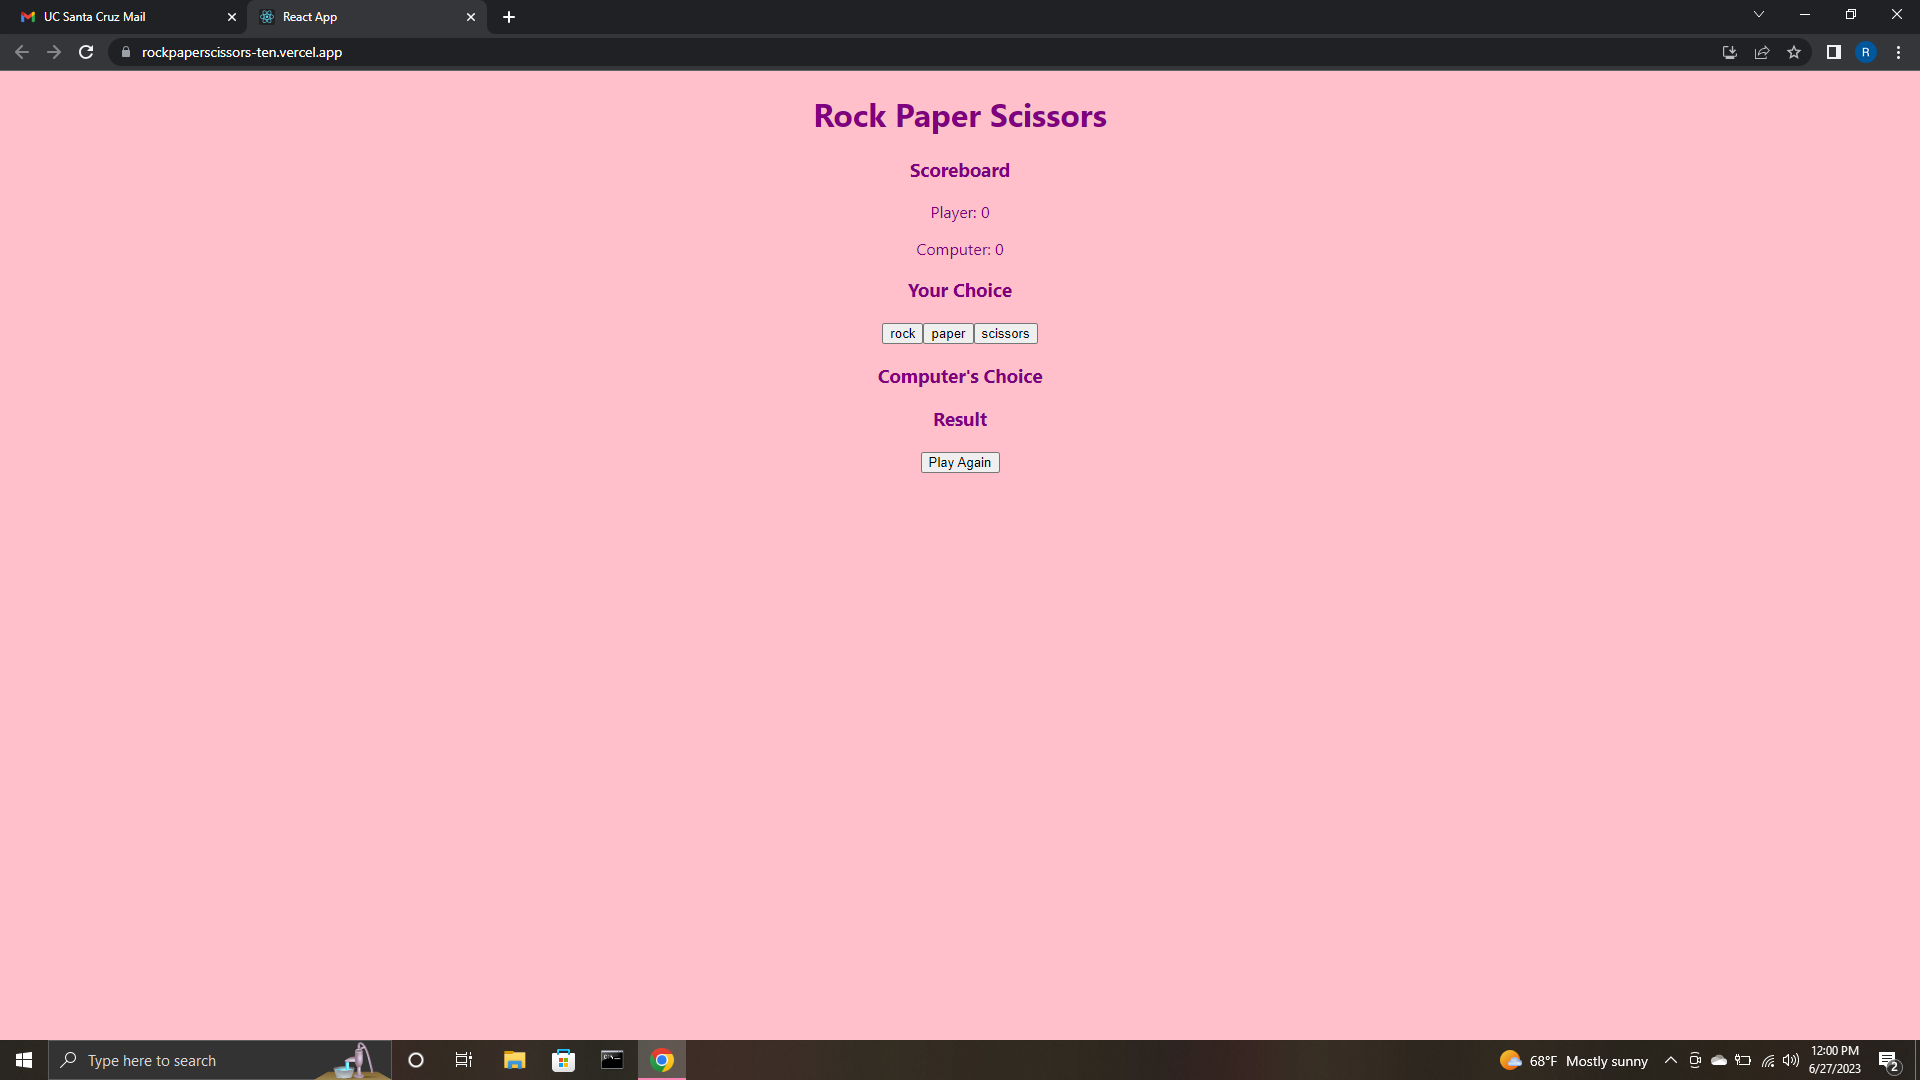 UC Santa Cruz Mail
React App
rockpaperscissors-ten.vercel.app
R
Rock Paper Scissors
Scoreboard
Player: 0
Computer: 0
Your Choice
rock paper scissors
Computer's Choice
Result
Play Again
Type here to search
68°F Mostly sunny
12:00 PM
6/27/2023
2